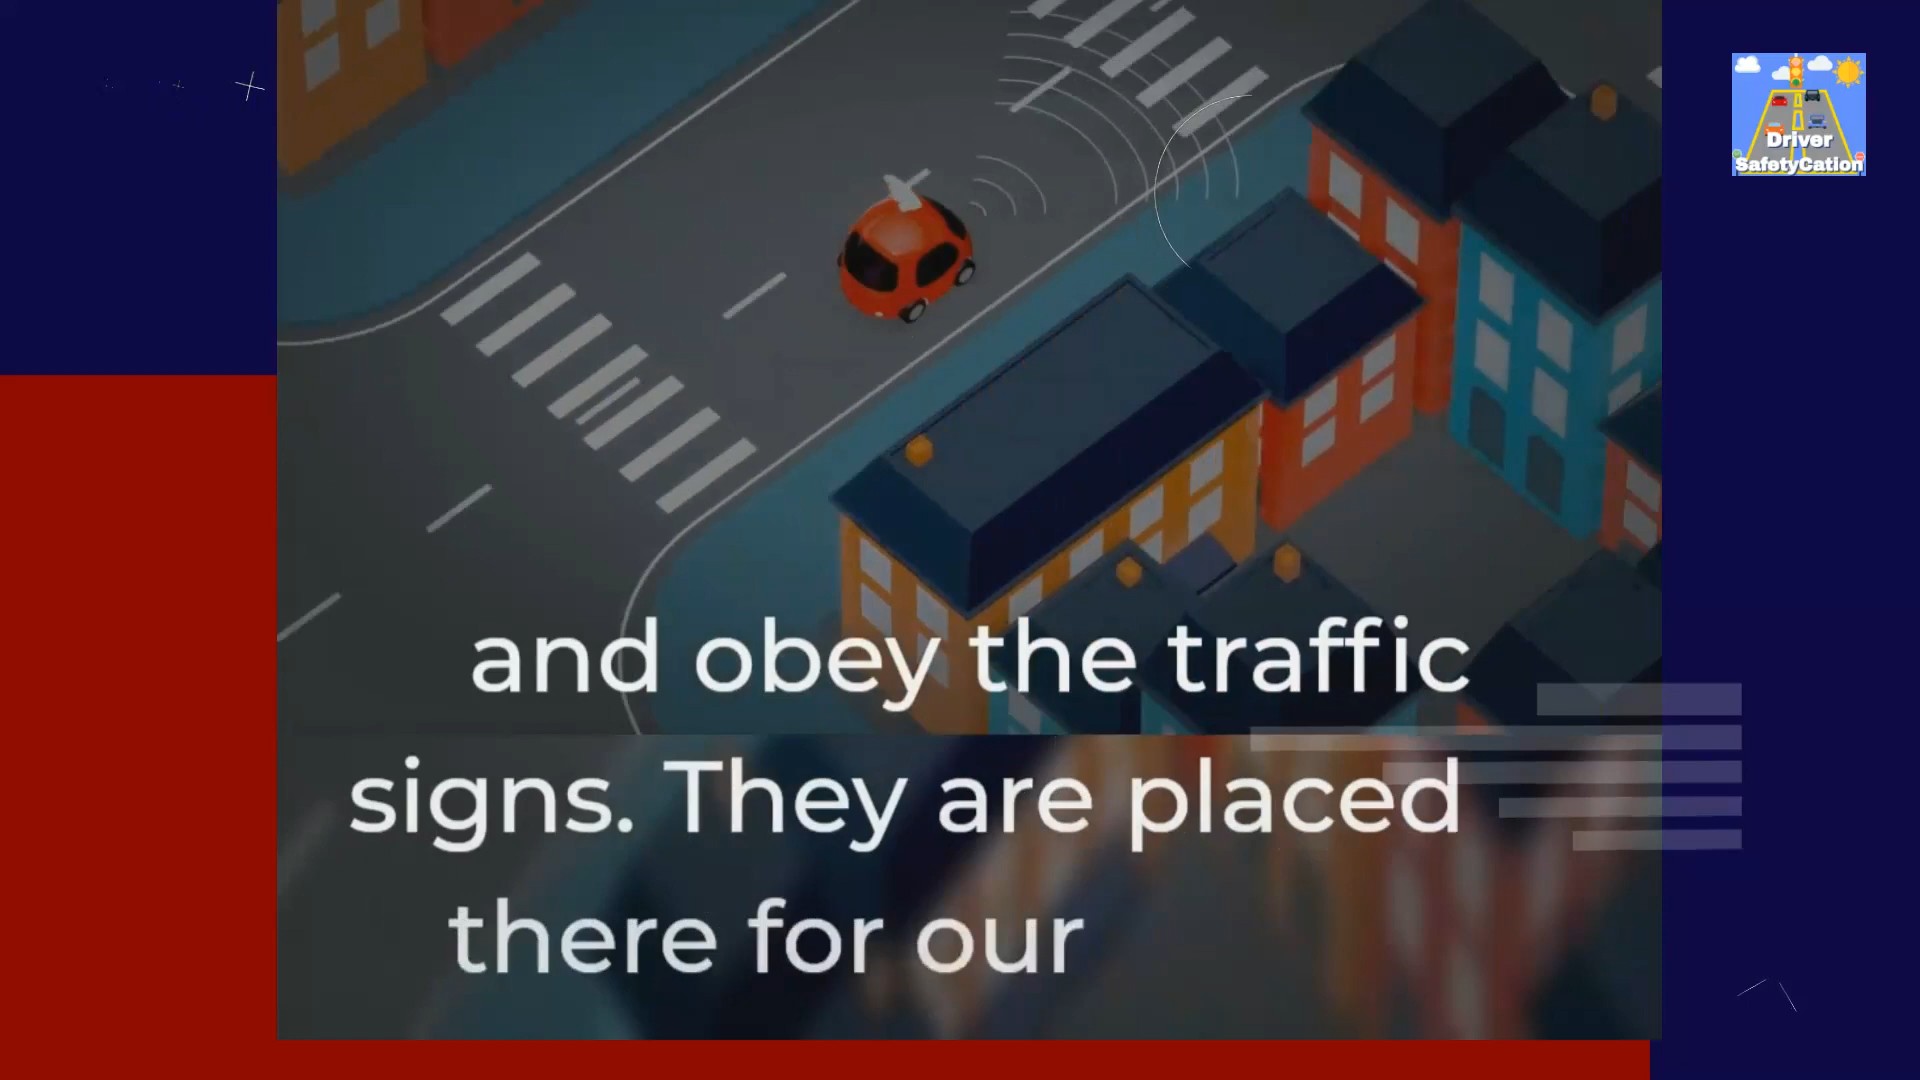 Driver
SafetyCation
and obey the traffic
signs. They are placed
there for our